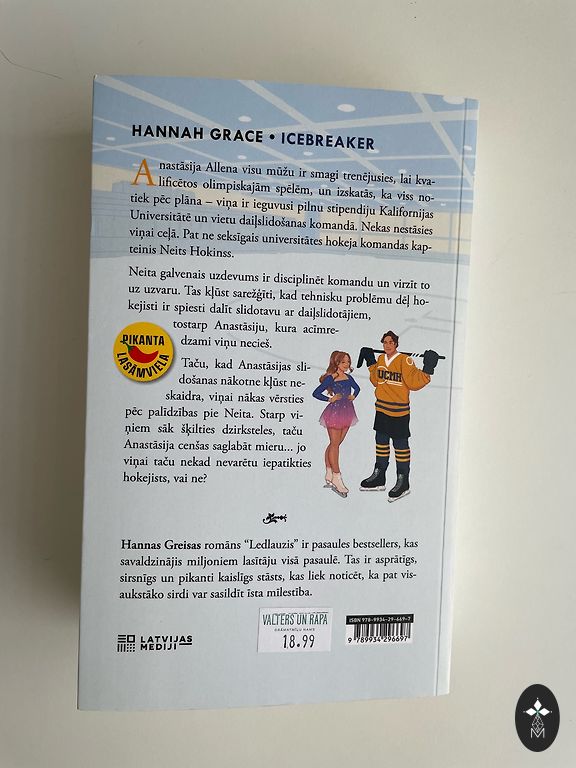 HANNAH GRACE • ICEBREAKER
Anastāsija Allena visu mūžu ir smagi trenējusies, lai kva-
lificētos olimpiskajām spēlēm, un izskatās, ka viss no-
tiek pēc plāna – viņa ir ieguvusi pilnu stipendiju Kalifornijas
Universitātē un vietu daiļslidošanas komandā. Nekas nestāsies
viņai ceļā. Pat ne seksīgais universitātes hokeja komandas kap-
teinis Neits Hokinss.
Neita galvenais uzdevums ir disciplinēt komandu un virzīt to
uz uzvaru. Tas kļūst sarežģīti, kad tehnisku problēmu dēļ ho-
kejisti ir spiesti dalīt slidotavu ar daiļslidotājiem,
tostarp Anastāsiju, kura acīmre-
dzami viņu necieš.
PIKANTA
LASĀMVIELA
Taču, kad Anastāsijas sli-
došanas nākotne kļūst ne-
skaidra, viņai nākas vērsties
pēc palīdzības pie Neita. Starp vi-
ņiem sāk šķilties dzirksteles, taču
Anastāsija cenšas saglabāt mieru... jo
viņai taču nekad nevarētu iepatikties
hokejists, vai ne?
UCMH
Hannas Greisas romāns “Ledlauzis” ir pasaules bestsellers, kas
savaldzinājis miljoniem lasītāju visā pasaulē. Tas ir asprātīgs,
sirsnīgs un pikanti kaislīgs stāsts, kas liek noticēt, ka pat vis-
aukstāko sirdi var sasildīt īsta mīlestība.
LATVIJAS
MEDIJI
VALTERS UN RAPA
GRĀMATNĪCU NAMS
18.99
ISBN 978-9934-29-669-7
9 789934 296697
M